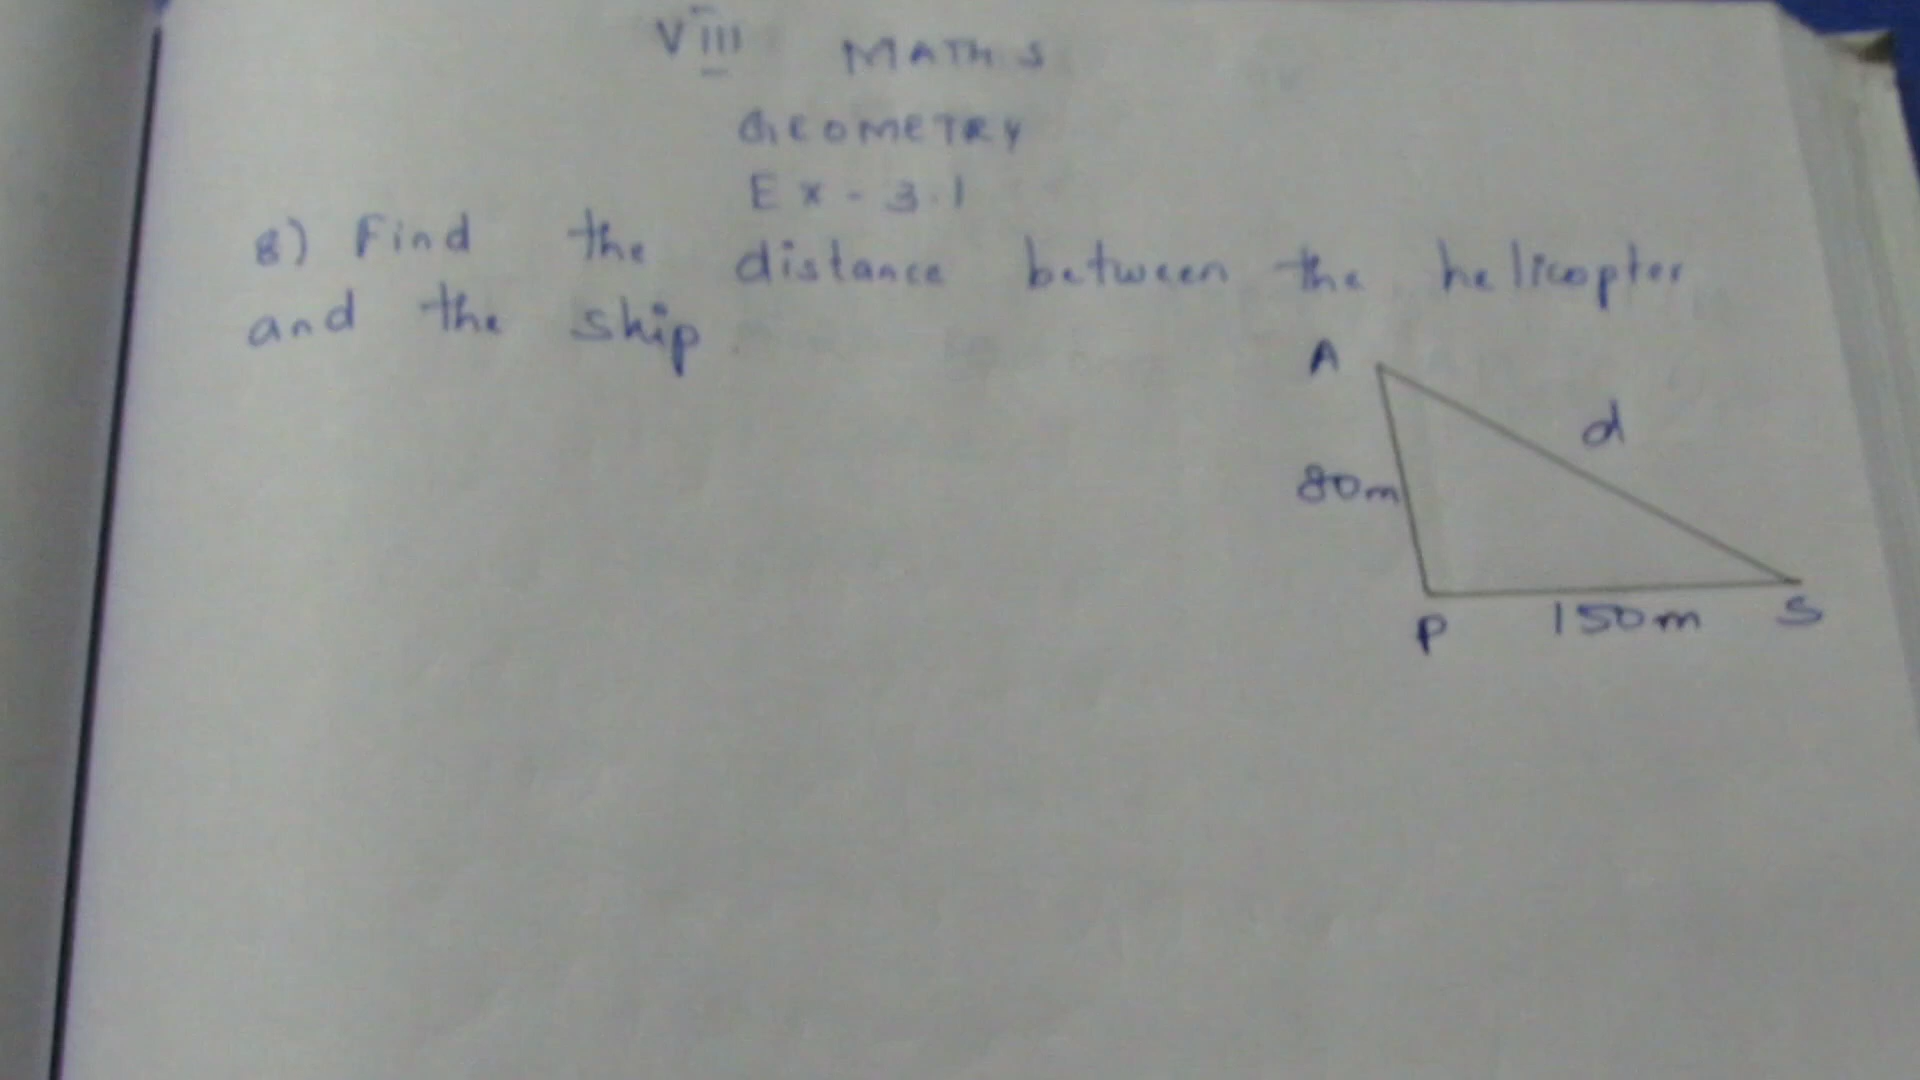 VIII MATHS
GEOMETRY
Ex - 3.1
8) Find the distance between the helicopter
and the ship
A
d
80m
P 150m S